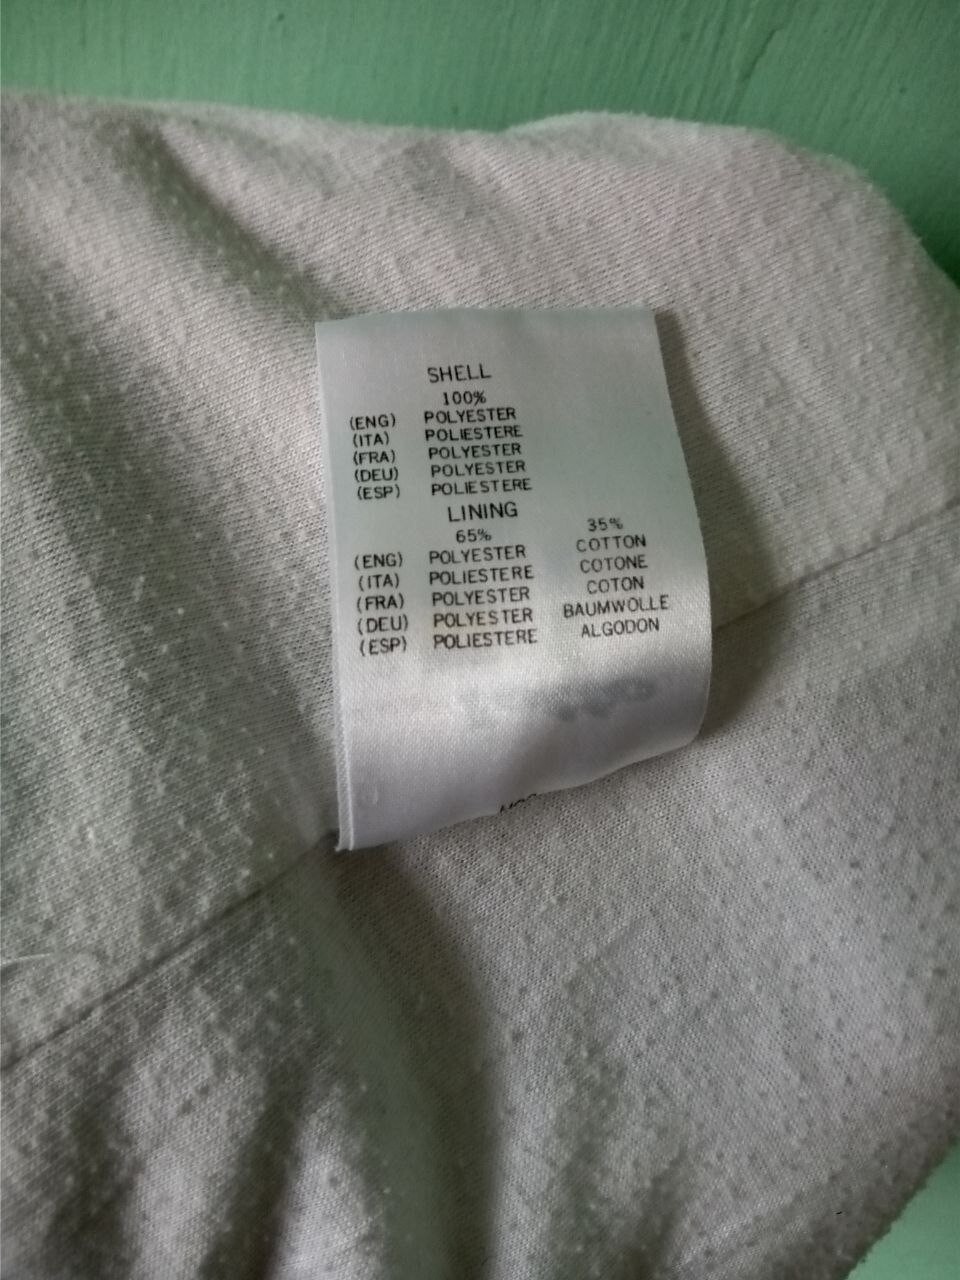 SHELL
100%
(ENG) POLYESTER
(ITA) POLIESTERE
(FRA) POLYESTER
(DEU) POLYESTER
(ESP) POLIESTERE
LINING
65% 35%
(ENG) POLYESTER COTTON
(ITA) POLIESTERE COTONE
(FRA) POLYESTER COTON
(DEU) POLYESTER BAUMWOLLE
(ESP) POLIESTERE ALGODON